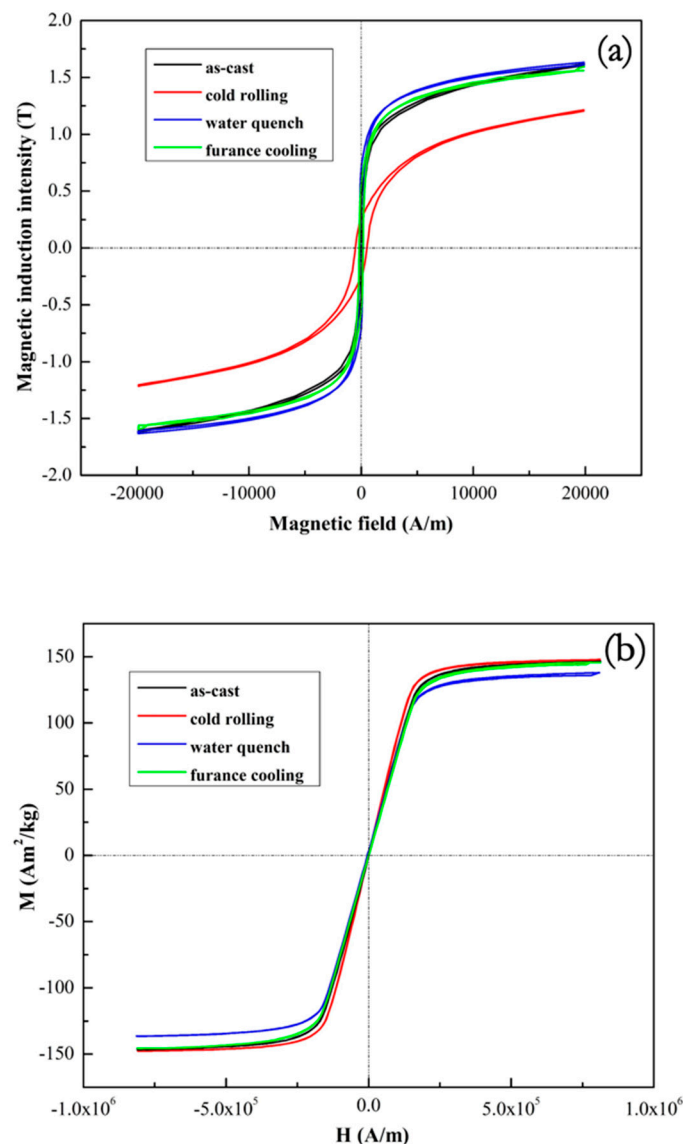 (a)
as-cast
cold rolling
water quench
furance cooling
2.0
1.5
1.0
0.5
0.0
-0.5
-1.0
-1.5
-2.0
Magnetic induction intensity (T)
-20000 -10000 0 10000 20000
Magnetic field (A/m)
(b)
as-cast
cold rolling
water quench
furance cooling
150
100
50
0
-50
-100
-150
M (Am²/kg)
-1.0x10⁶ -5.0x10⁵ 0.0 5.0x10⁵ 1.0x10⁶
H (A/m)